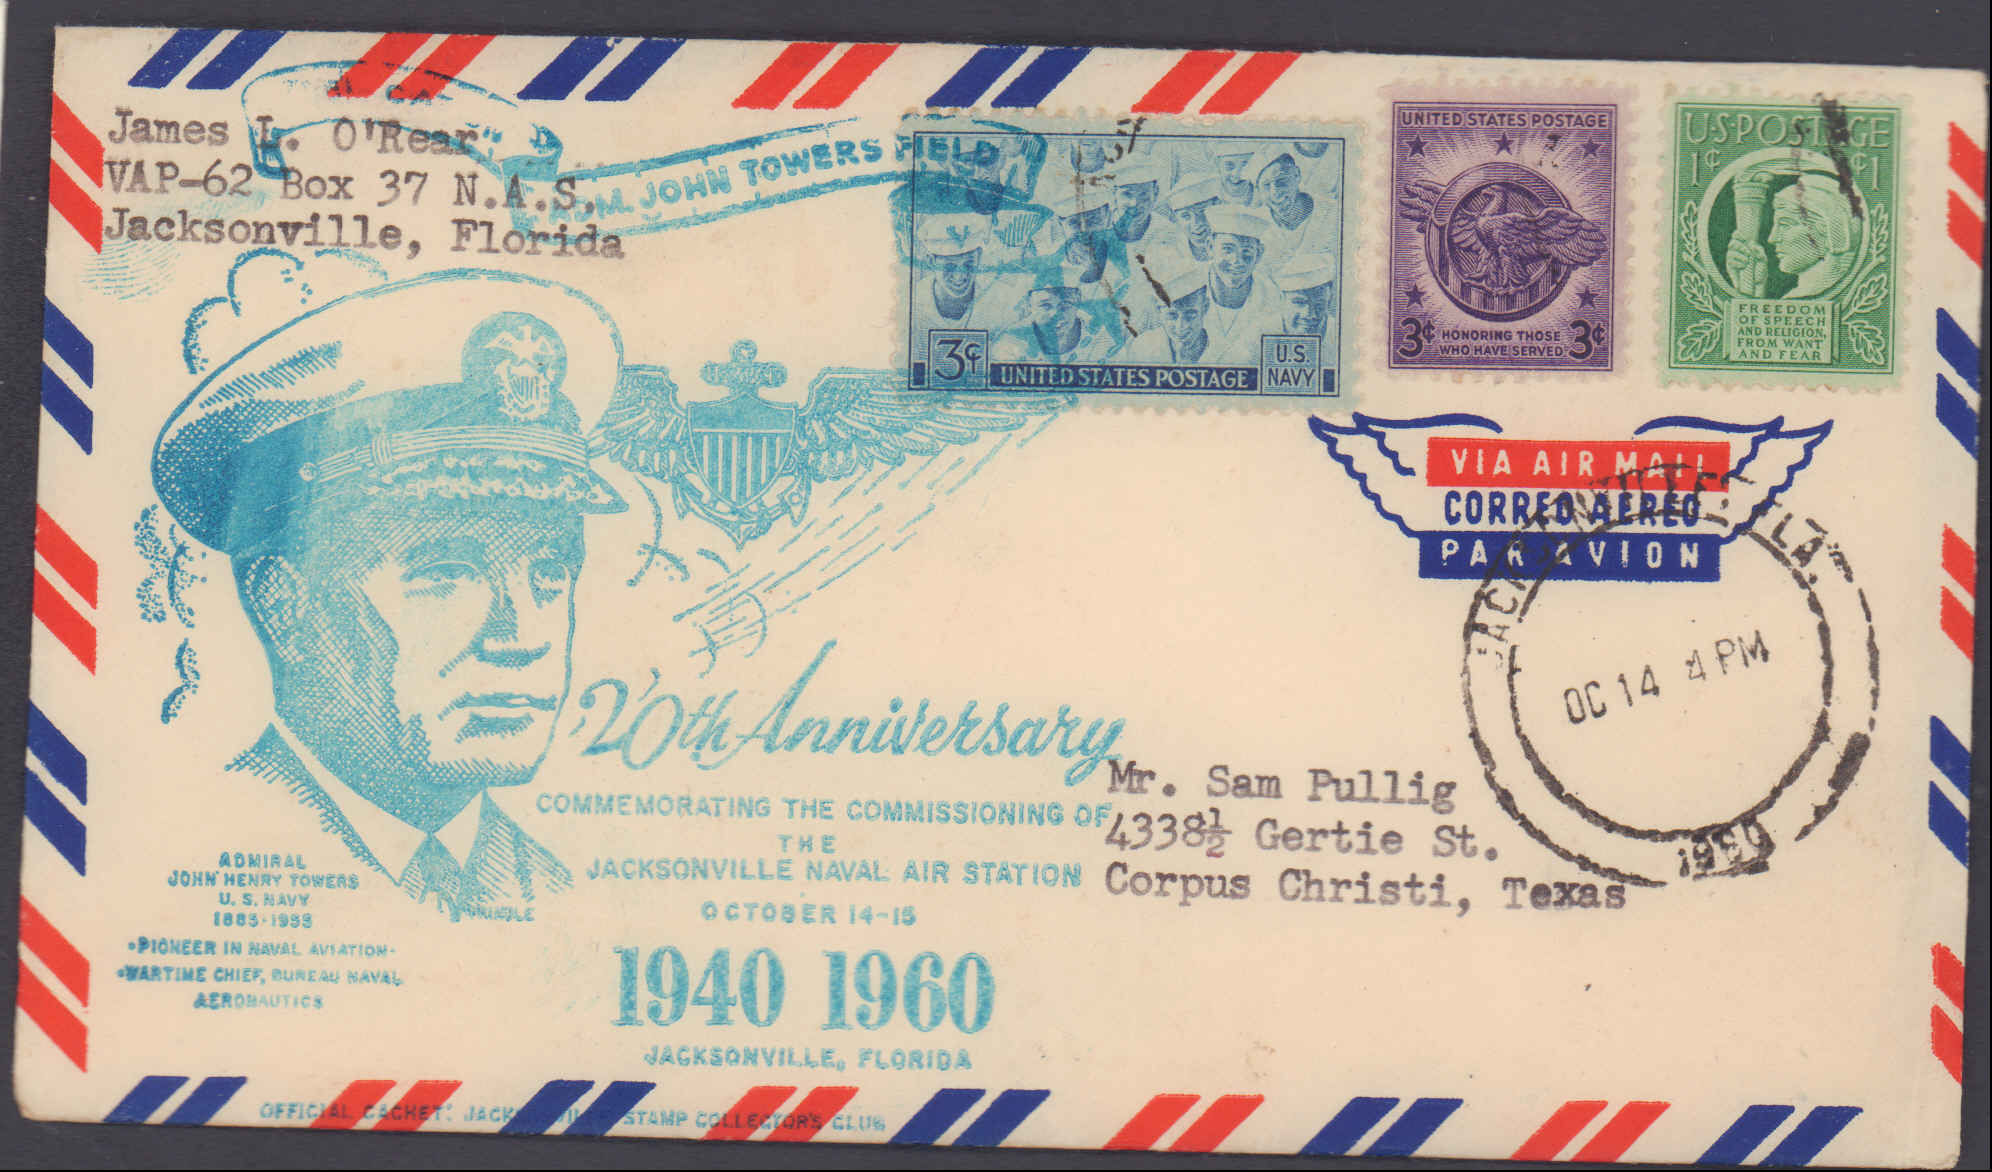 James L. O'Rear
VAP-62 Box 37 N.A.S.
Jacksonville, Florida
ADM. JOHN TOWERS FIELD
3¢
UNITED STATES POSTAGE
U.S.
NAVY
UNITED STATES POSTAGE
3¢ HONORING THOSE 3¢
WHO HAVE SERVED
U·S·POSTAGE
1¢ ¢1
FREEDOM
OF SPEECH
AND RELIGION,
FROM WANT
AND FEAR
VIA AIR MAIL
CORREO AEREO
PAR AVION
JACKSONVILLE, FLA.
OC 14 4 PM
1960
20th Anniversary
COMMEMORATING THE COMMISSIONING OF
THE
JACKSONVILLE NAVAL AIR STATION
OCTOBER 14-15
1940 1960
JACKSONVILLE, FLORIDA
Mr. Sam Pullig
4338½ Gertie St.
Corpus Christi, Texas
ADMIRAL
JOHN HENRY TOWERS
U. S. NAVY
1885-1955
•PIONEER IN NAVAL AVIATION-
•WARTIME CHIEF, BUREAU NAVAL
AERONAUTICS
OFFICIAL CACHET: JACKSONVILLE STAMP COLLECTOR'S CLUB